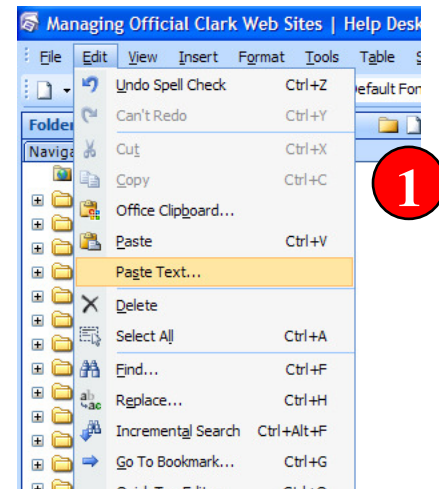 Managing Official Clark Web Sites | Help Desk
File Edit View Insert Format Tools Table
Default Fon
Folder
Naviga
Undo Spell Check Ctrl+Z
Can't Redo Ctrl+Y
Cut Ctrl+X
Copy Ctrl+C
1
Office Clipboard...
Paste Ctrl+V
Paste Text...
Delete
Select All Ctrl+A
Find... Ctrl+F
Replace... Ctrl+H
Incremental Search Ctrl+Alt+F
Go To Bookmark... Ctrl+G